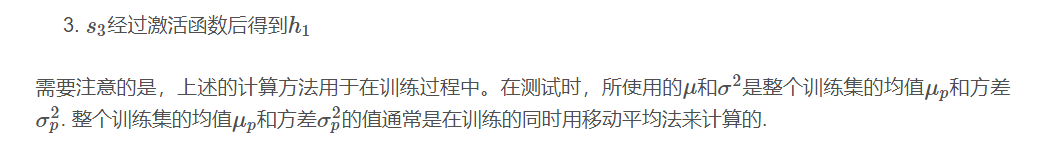 3. s₃经过激活函数后得到h₁
需要注意的是，上述的计算方法用于在训练过程中。在测试时，所使用的μ和σ²是整个训练集的均值μₚ和方差
σₚ². 整个训练集的均值μₚ和方差σₚ²的值通常是在训练的同时用移动平均法来计算的.